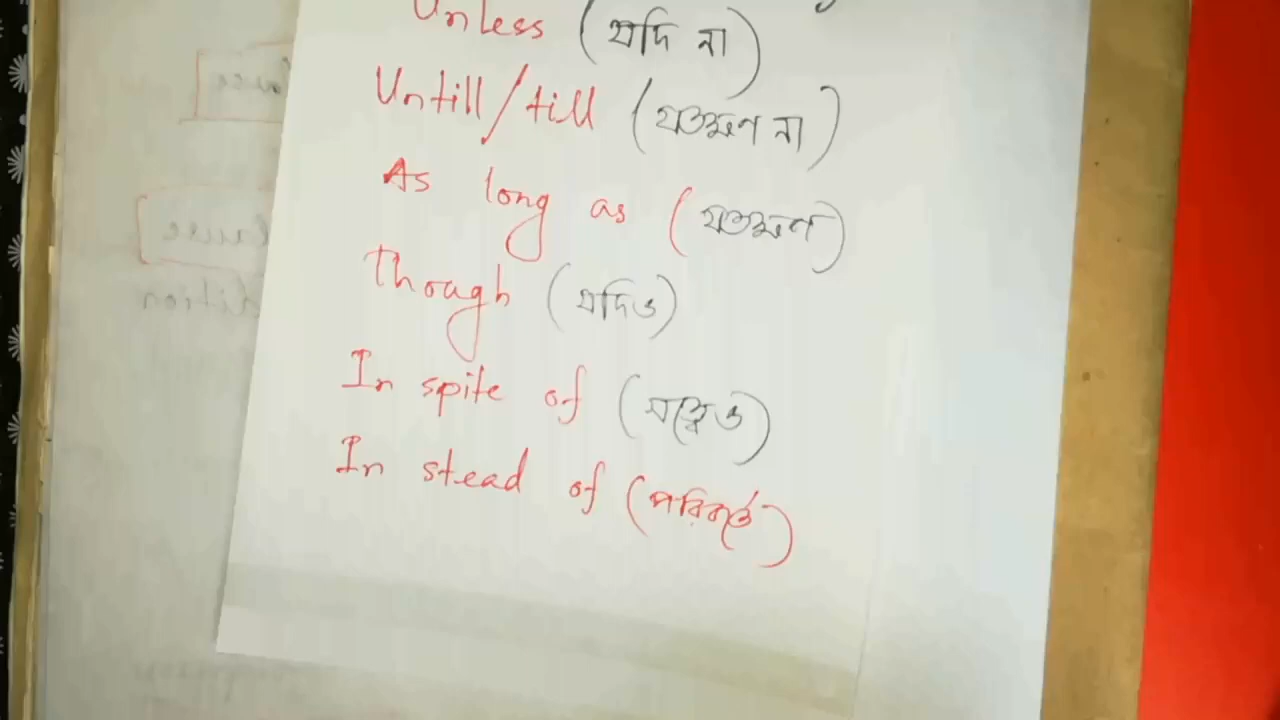 Unless (যদি না)
Untill/till (যতক্ষণ না)
As long as (যতক্ষণ)
Though (যদিও)
In spite of (সত্ত্বেও)
In stead of (পরিবর্তে)